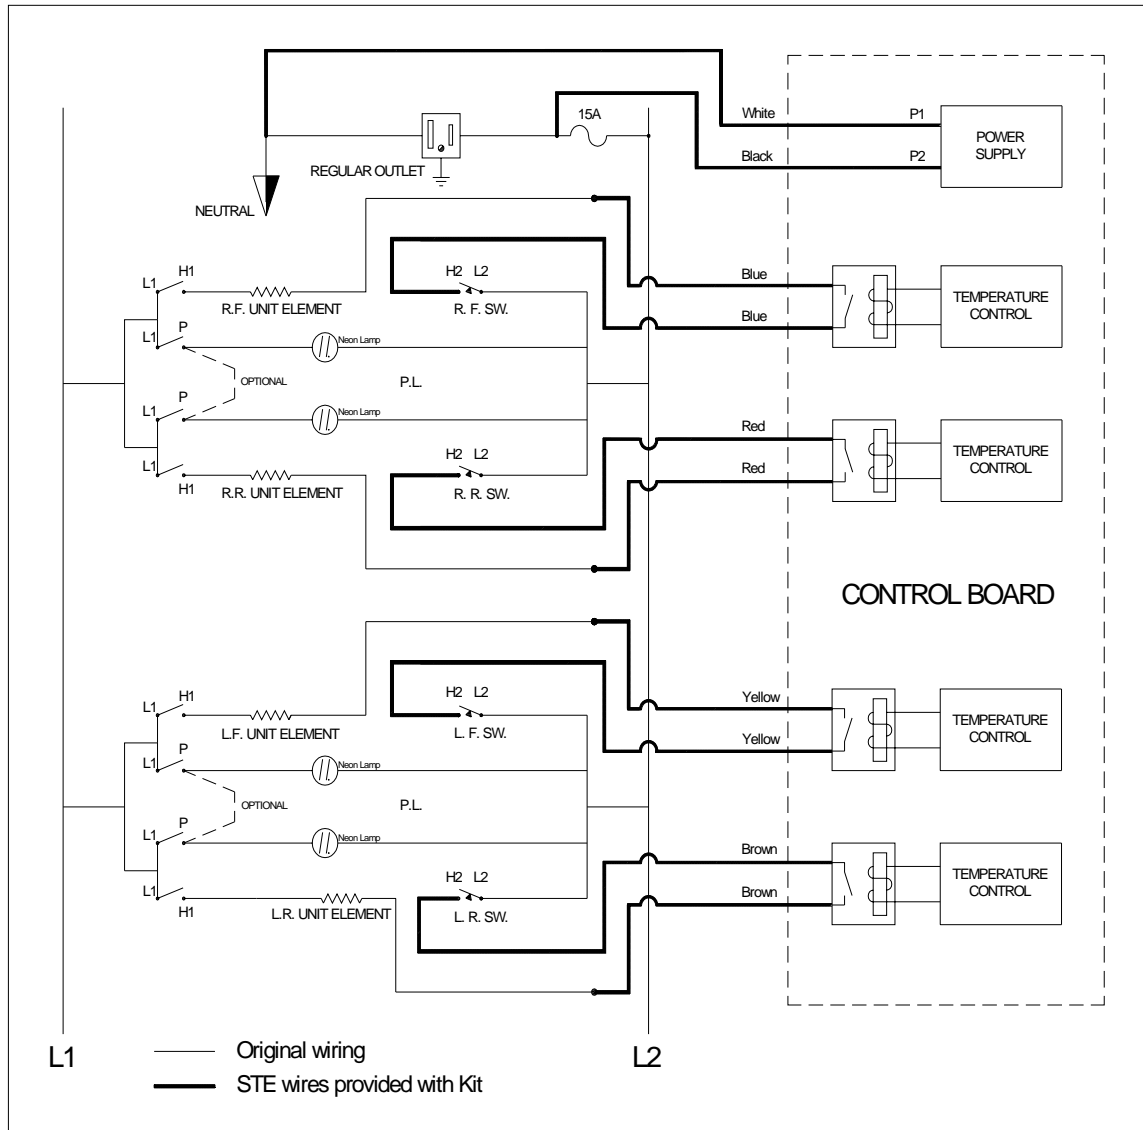 15A
White
P1
POWER
SUPPLY
Black
P2
REGULAR OUTLET
NEUTRAL
L1
H1
H2 L2
Blue
TEMPERATURE
CONTROL
R.F. UNIT ELEMENT
R. F. SW.
Blue
L1
P
Neon Lamp
OPTIONAL
P.L.
L1
P
Neon Lamp
Red
TEMPERATURE
CONTROL
L1
H1
H2 L2
Red
R.R. UNIT ELEMENT
R. R. SW.
CONTROL BOARD
L1
H1
H2 L2
Yellow
TEMPERATURE
CONTROL
L.F. UNIT ELEMENT
L. F. SW.
Yellow
L1
P
Neon Lamp
OPTIONAL
P.L.
L1
P
Neon Lamp
Brown
TEMPERATURE
CONTROL
L1
H1
H2 L2
Brown
L.R. UNIT ELEMENT
L. R. SW.
L1
L2
Original wiring
STE wires provided with Kit